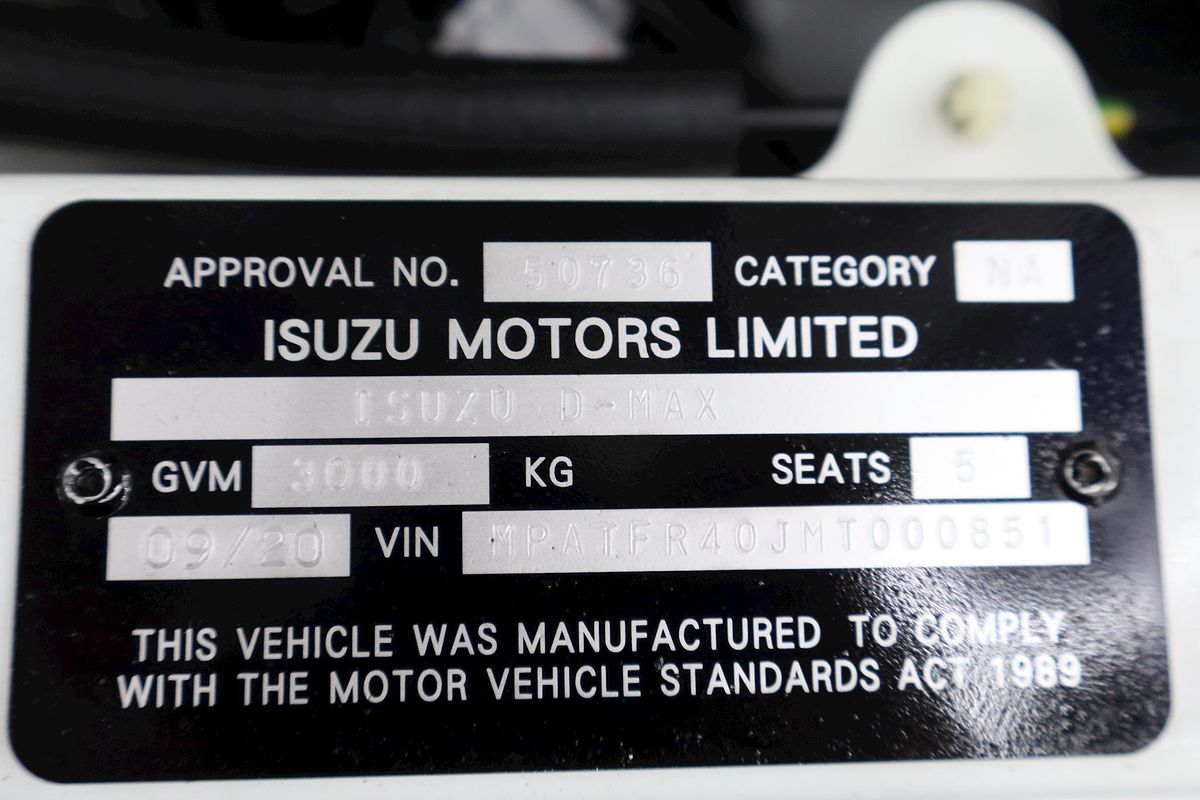 APPROVAL NO. 50736 CATEGORY NA
ISUZU MOTORS LIMITED
ISUZU D-MAX
GVM 3000 KG SEATS 5
09/20 VIN MPATFR40JMT000851
THIS VEHICLE WAS MANUFACTURED TO COMPLY
WITH THE MOTOR VEHICLE STANDARDS ACT 1989